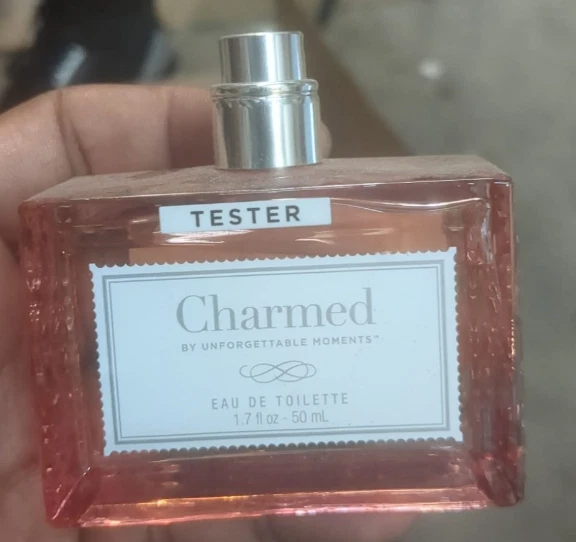 TESTER
Charmed
BY UNFORGETTABLE MOMENTS™
EAU DE TOILETTE
1.7 fl oz - 50 mL